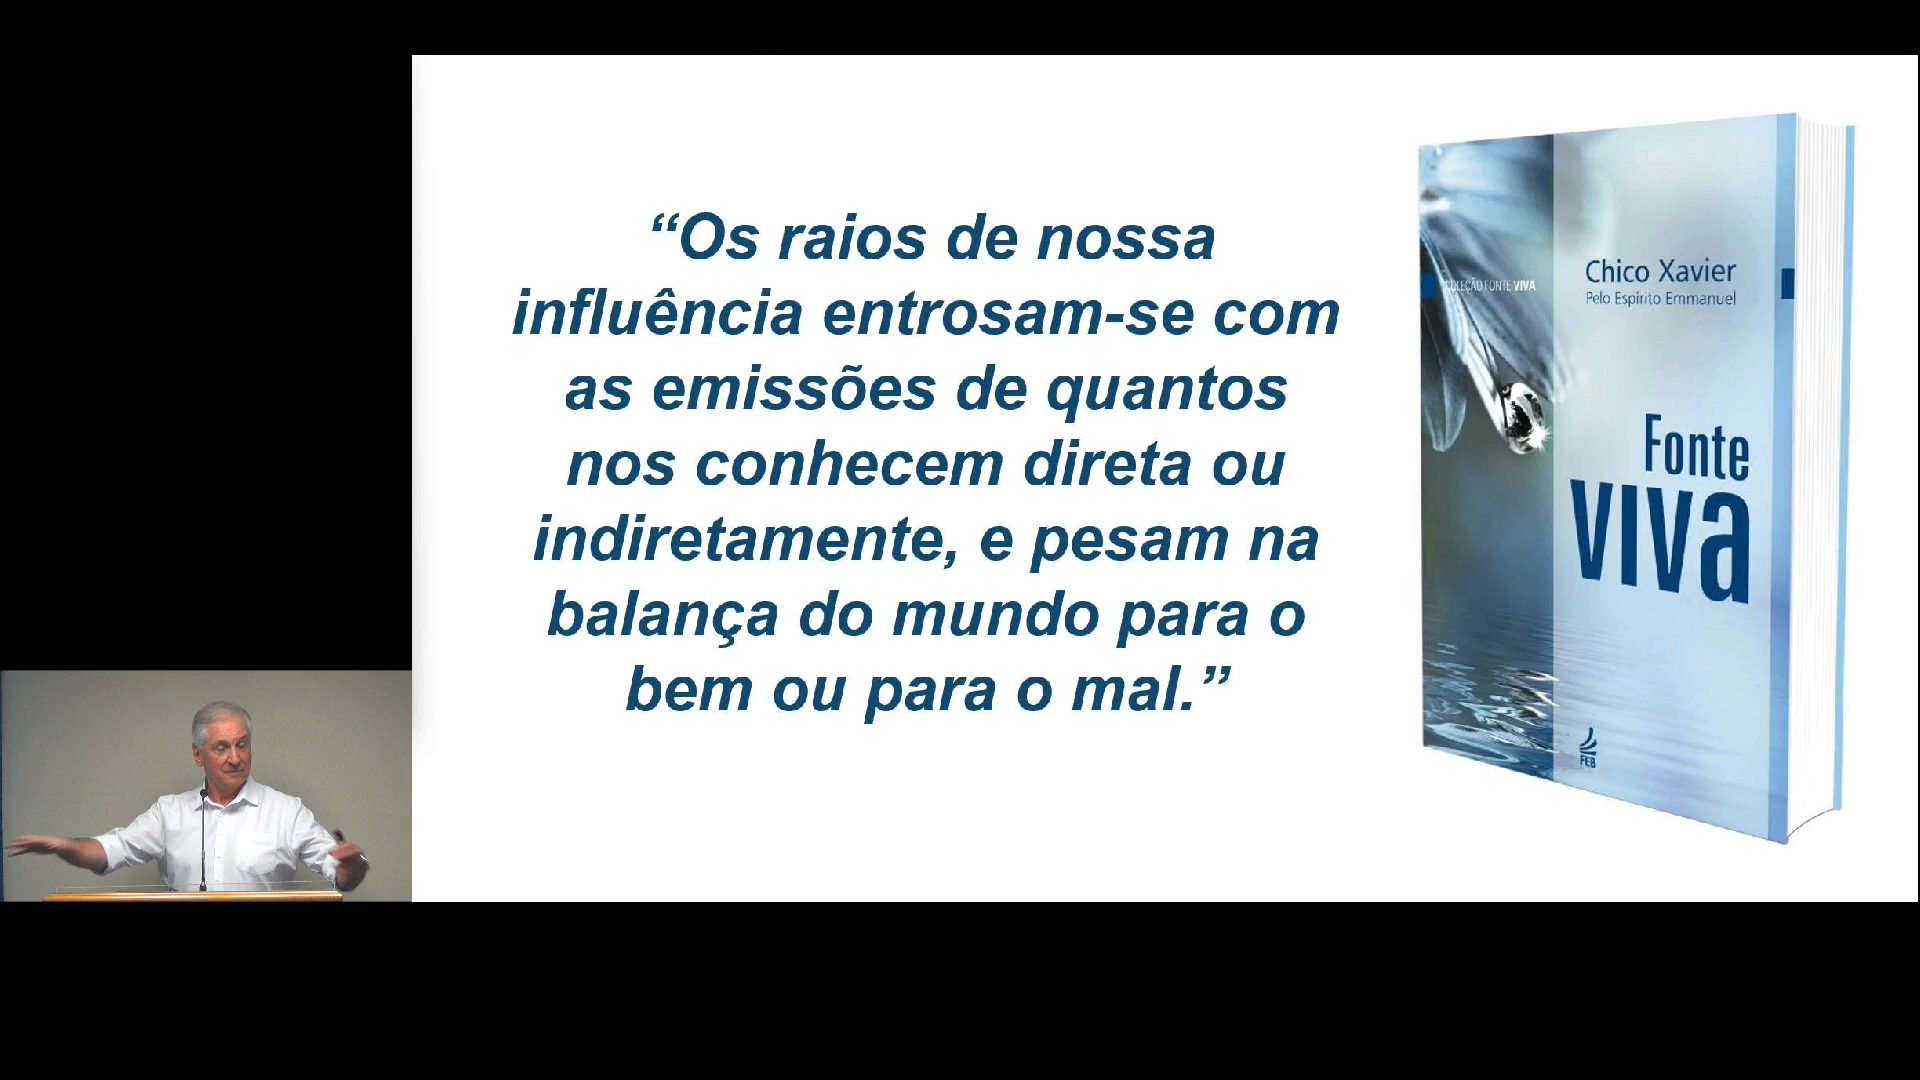 “Os raios de nossa
influência entrosam-se com
as emissões de quantos
nos conhecem direta ou
indiretamente, e pesam na
balança do mundo para o
bem ou para o mal.”
COLEÇÃO FONTE VIVA
Chico Xavier
Pelo Espírito Emmanuel
Fonte
viva
FEB